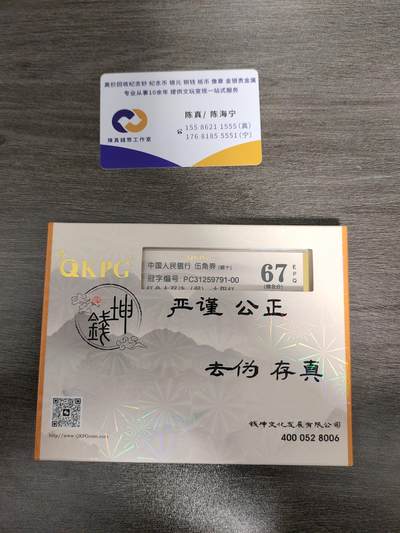 高价回收纪念钞 纪念币 银元 铜钱 纸币 像章 金银贵金属
专业从事10余年 提供文玩鉴玩一站式服务
陈真/陈海宁
155 8621 1555(真)
176 8185 5551(宁)
臻真钱币工作室
QKPG
中国人民银行 伍角券
冠字编号:PC31259791-00
67
EPQ
钱坤
严谨 公正
去伪 存真
钱坤文化发展有限公司
400 052 8006